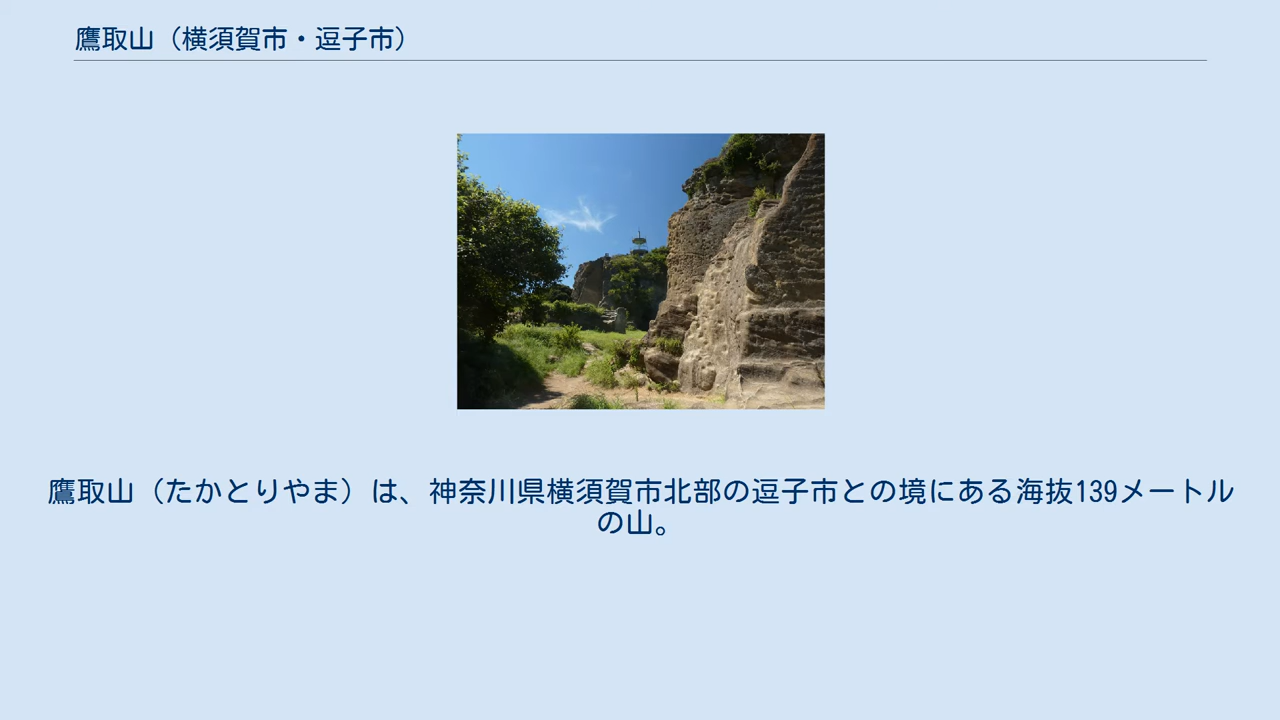 鷹取山（横須賀市・逗子市）
鷹取山（たかとりやま）は、神奈川県横須賀市北部の逗子市との境にある海抜139メートル
の山。